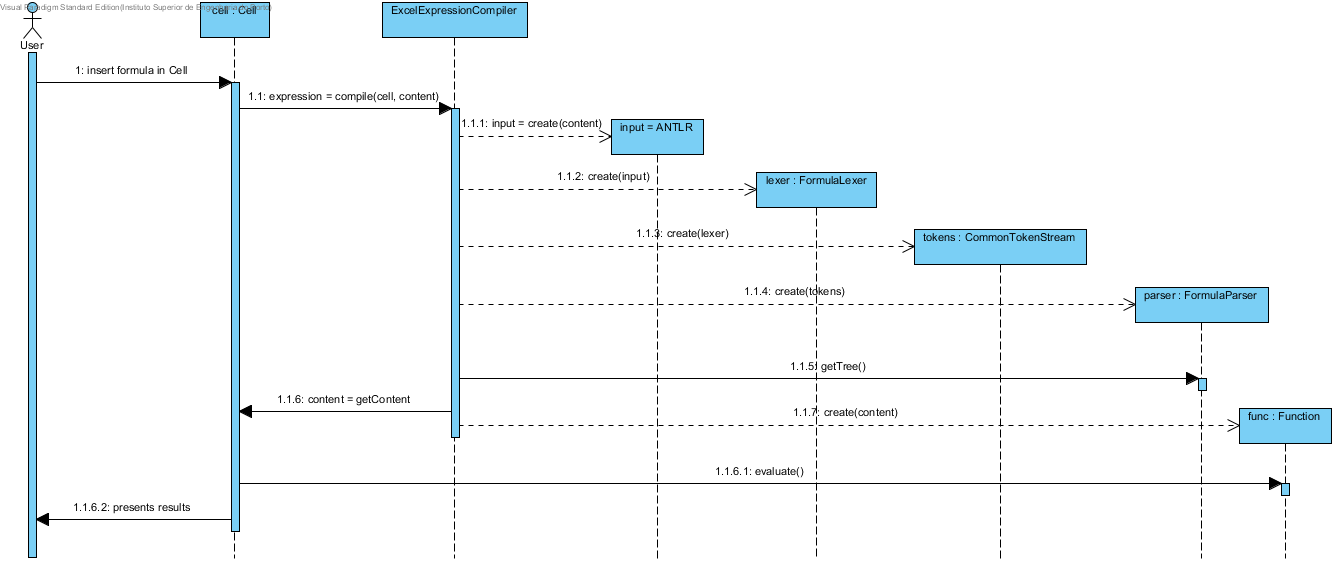 Visual Paradigm Standard Edition(Instituto Superior de Engenharia do Porto)
cell : Cell
ExcelExpressionCompiler
User
1: insert formula in Cell
1.1: expression = compile(cell, content)
1.1.1: input = create(content)
input = ANTLR
1.1.2: create(input)
lexer : FormulaLexer
1.1.3: create(lexer)
tokens : CommonTokenStream
1.1.4: create(tokens)
parser : FormulaParser
1.1.5: getTree()
1.1.6: content = getContent
1.1.7: create(content)
func : Function
1.1.6.1: evaluate()
1.1.6.2: presents results